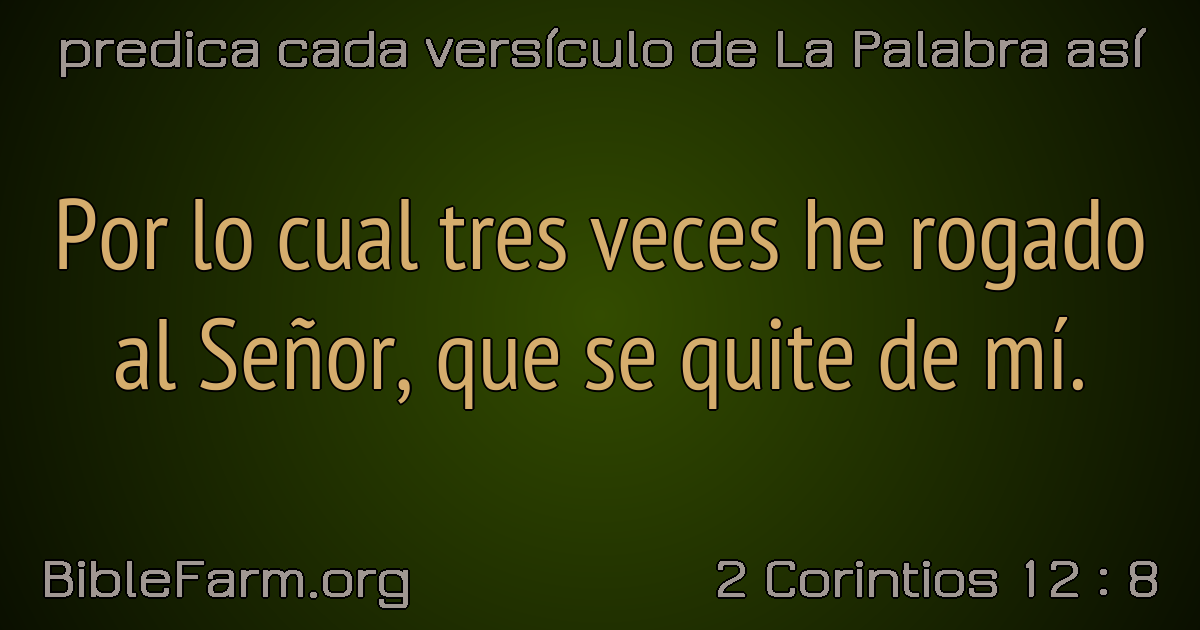 predica cada versículo de La Palabra así
Por lo cual tres veces he rogado
al Señor, que se quite de mí.
BibleFarm.org
2 Corintios 12 : 8